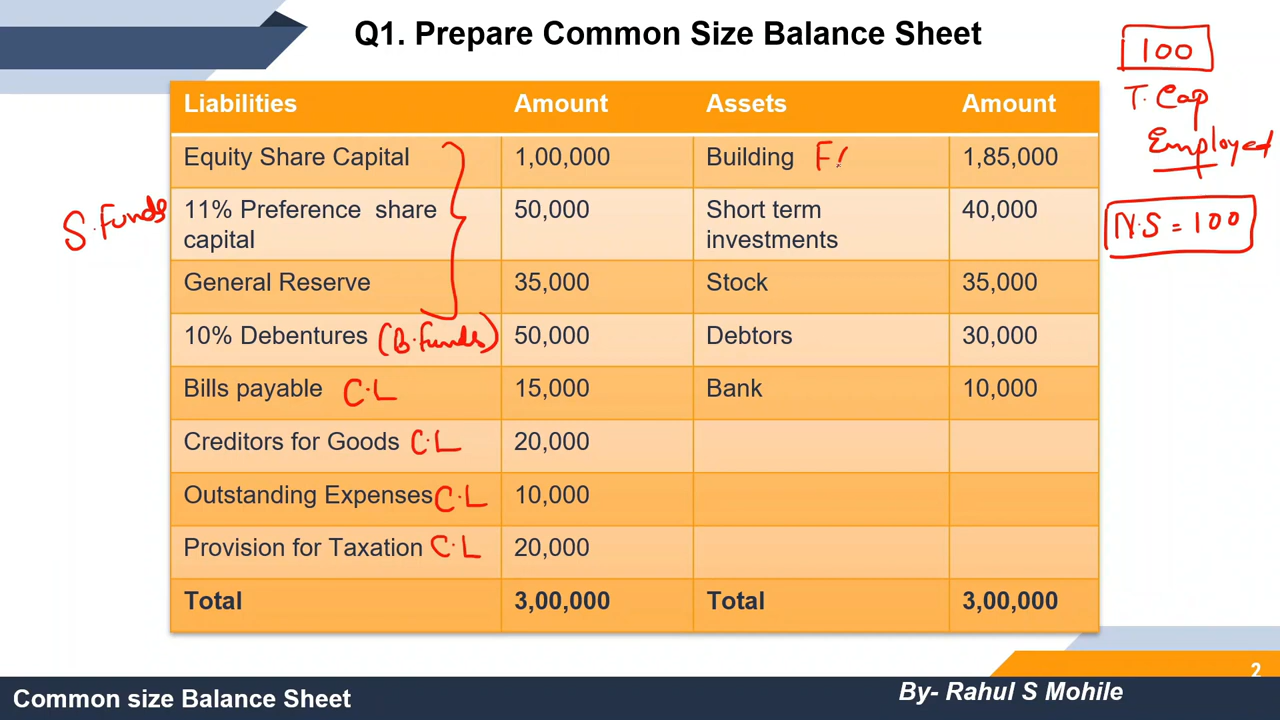 Q1. Prepare Common Size Balance Sheet
100
T. Cap
Employed
N.S = 100
Liabilities Amount Assets Amount
Equity Share Capital 1,00,000 Building F 1,85,000
S. Funds
11% Preference share capital 50,000 Short term investments 40,000
General Reserve 35,000 Stock 35,000
10% Debentures (B. Funds) 50,000 Debtors 30,000
Bills payable C.L 15,000 Bank 10,000
Creditors for Goods C.L 20,000
Outstanding Expenses C.L 10,000
Provision for Taxation C.L 20,000
Total 3,00,000 Total 3,00,000
2
Common size Balance Sheet
By- Rahul S Mohile